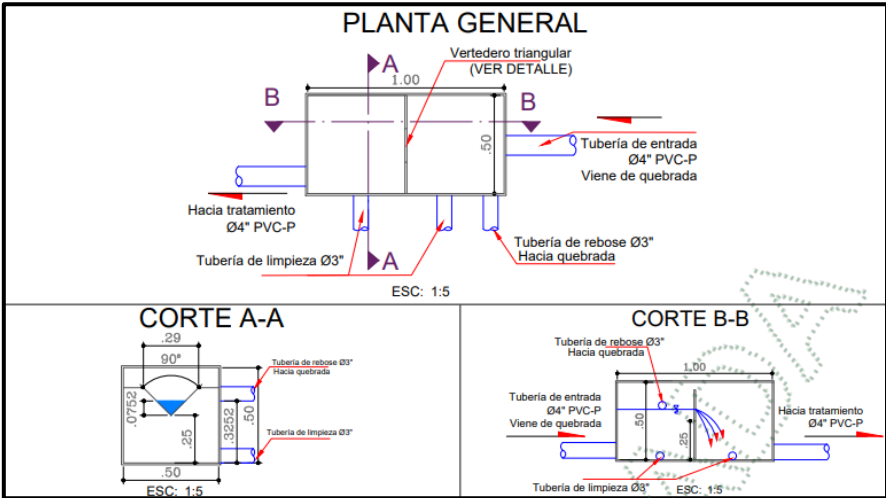 PLANTA GENERAL
Vertedero triangular
(VER DETALLE)
A
1.00
B
B
.50
Tubería de entrada
Ø4" PVC-P
Viene de quebrada
Hacia tratamiento
Ø4" PVC-P
Tubería de rebose Ø3"
Hacia quebrada
Tubería de limpieza Ø3"
A
ESC: 1:5
CORTE A-A
.29
90°
Tubería de rebose Ø3"
Hacia quebrada
.0752
.25
.3252
.50
Tubería de limpieza Ø3"
.50
ESC: 1:5
CORTE B-B
Tubería de rebose Ø3"
Hacia quebrada
1.00
Tubería de entrada
Ø4" PVC-P
Viene de quebrada
.50
.25
Hacia tratamiento
Ø4" PVC-P
Tubería de limpieza Ø3"
ESC: 1:5